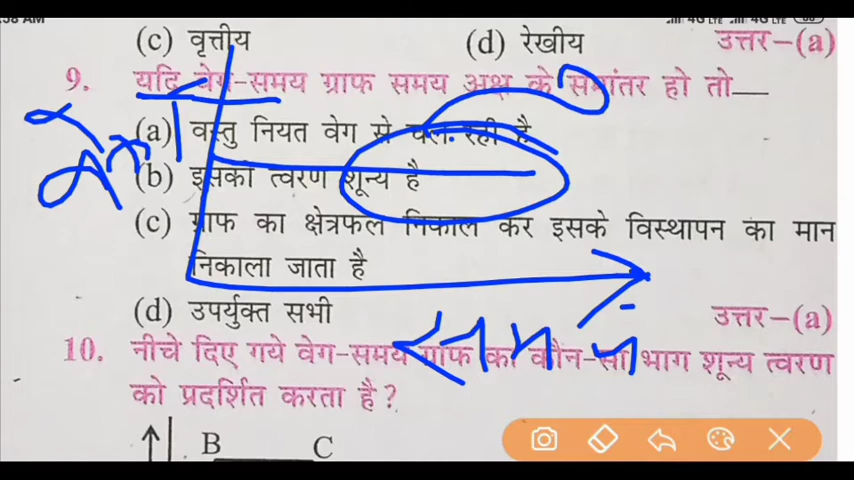 (c) वृत्तीय (d) रेखीय उत्तर–(a)
9. यदि वेग-समय ग्राफ समय अक्ष के समांतर हो तो—
(a) वस्तु नियत वेग से चल रही है
(b) इसका त्वरण शून्य है
(c) ग्राफ का क्षेत्रफल निकाल कर इसके विस्थापन का मान
निकाला जाता है
(d) उपर्युक्त सभी उत्तर–(a)
10. नीचे दिए गये वेग-समय ग्राफ का कौन-सा भाग शून्य त्वरण
को प्रदर्शित करता है?
B C